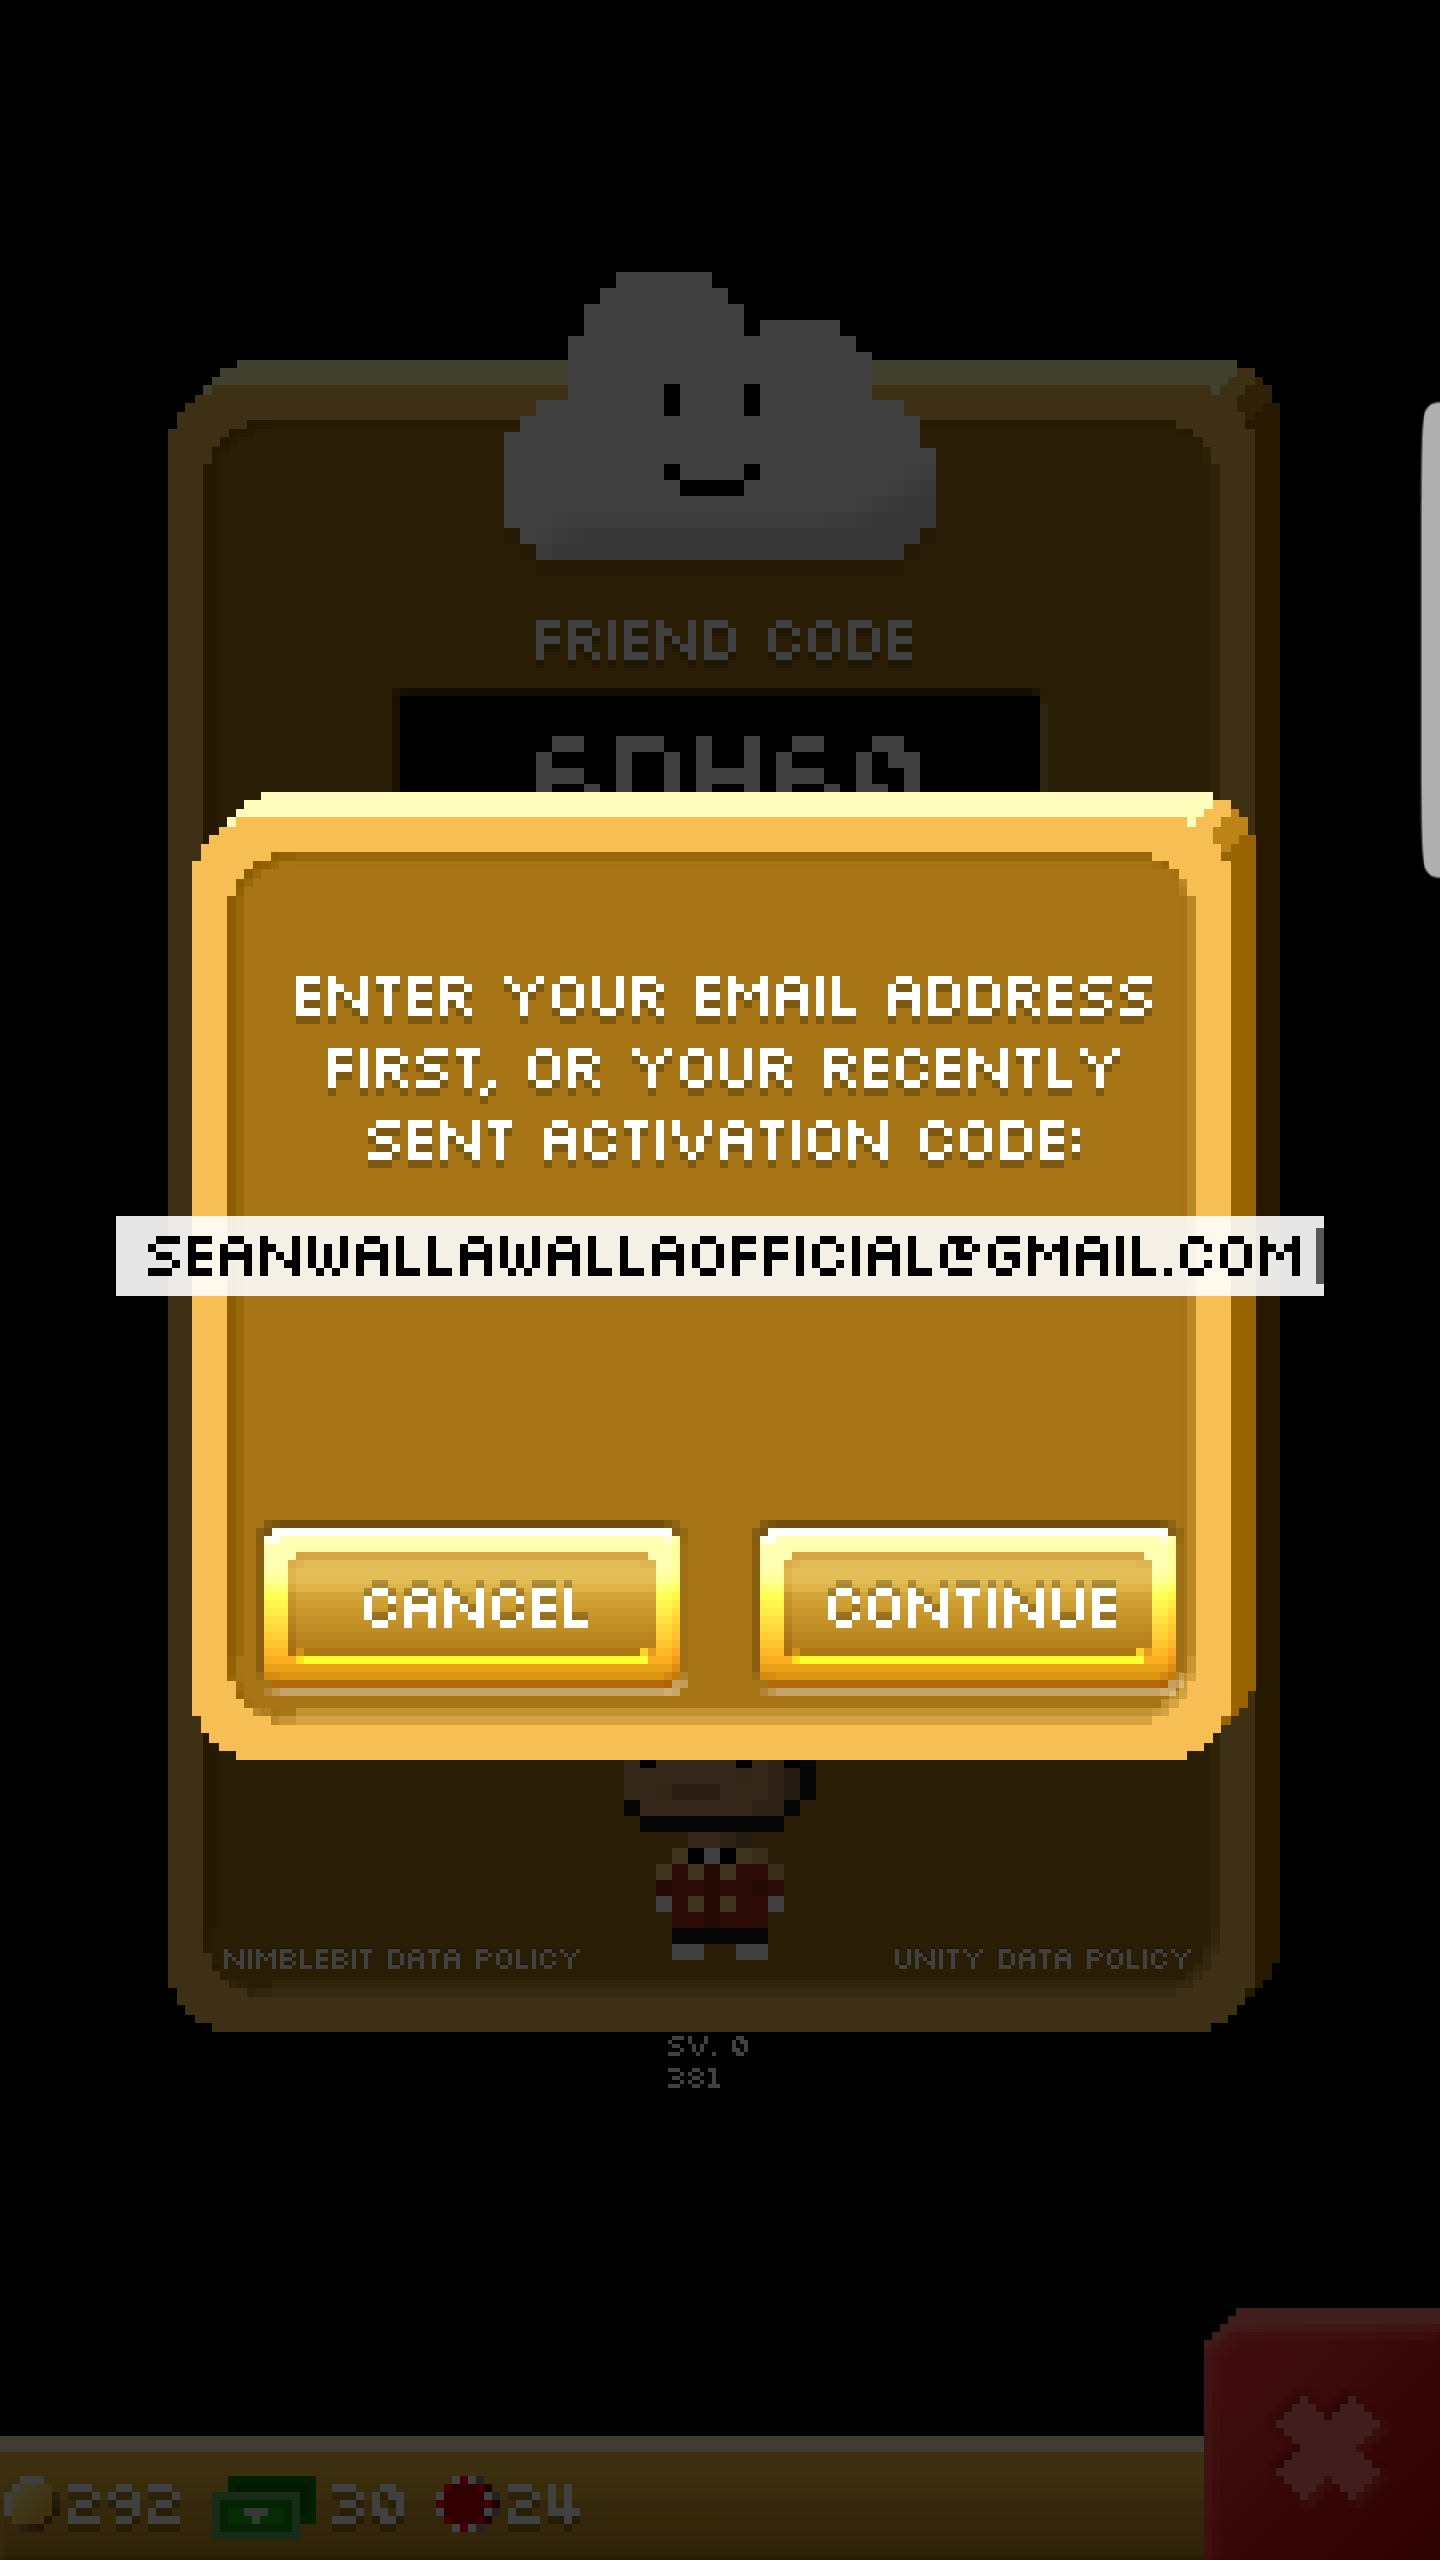 FRIEND CODE
ENTER YOUR EMAIL ADDRESS
FIRST, OR YOUR RECENTLY
SENT ACTIVATION CODE:
SEANWALLAWALLAOFFICIAL@GMAIL.COM
CANCEL CONTINUE
NIMBLEBIT DATA POLICY UNITY DATA POLICY
SV. 0
381
292 30 24